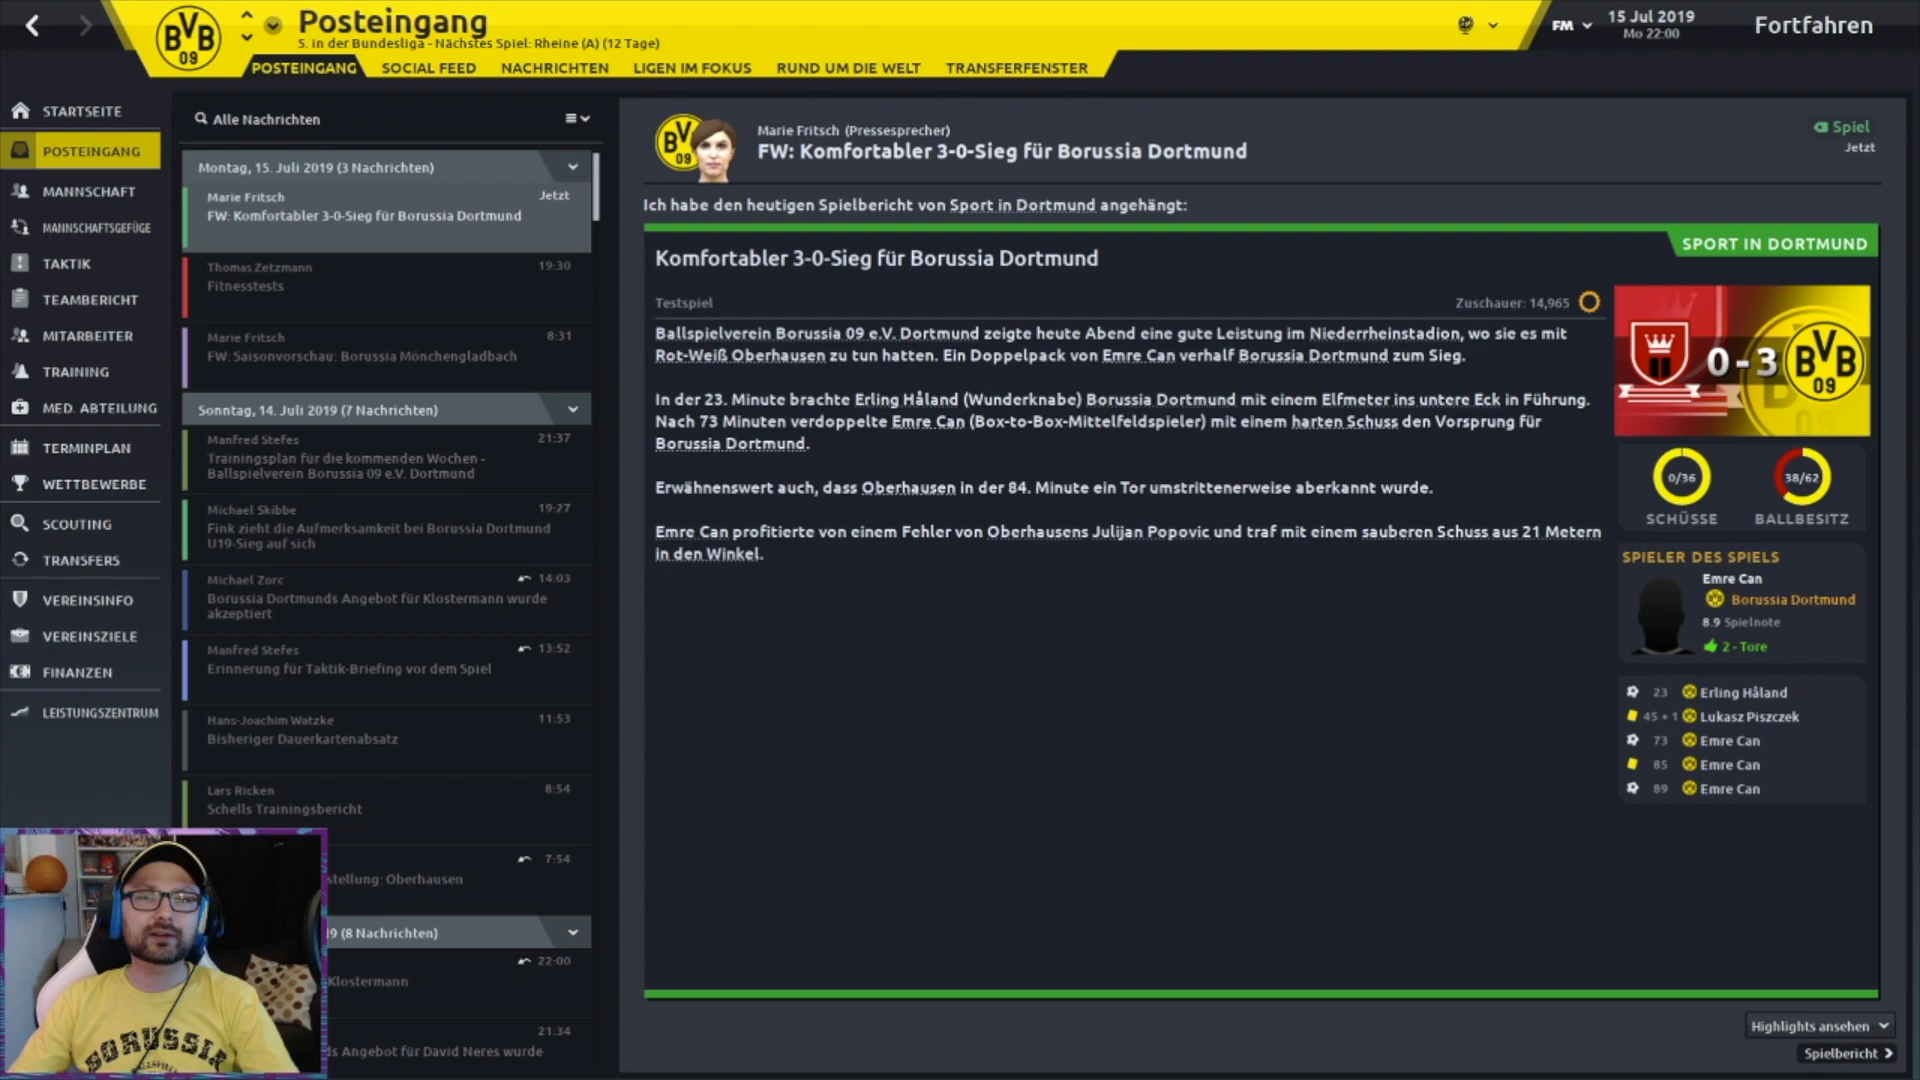 Posteingang
5. in der Bundesliga - Nächstes Spiel: Rheine (A) (12 Tage)
POSTEINGANG SOCIAL FEED NACHRICHTEN LIGEN IM FOKUS RUND UM DIE WELT TRANSFERFENSTER
BVB
09
FM
15 Jul 2019
Mo 22:00
Fortfahren
STARTSEITE
POSTEINGANG
MANNSCHAFT
MANNSCHAFTSGEFÜGE
TAKTIK
TEAMBERICHT
MITARBEITER
TRAINING
MED. ABTEILUNG
TERMINPLAN
WETTBEWERBE
SCOUTING
TRANSFERS
VEREINSINFO
VEREINSZIELE
FINANZEN
LEISTUNGSZENTRUM
Alle Nachrichten
Montag, 15. Juli 2019 (3 Nachrichten)
Marie Fritsch Jetzt
FW: Komfortabler 3-0-Sieg für Borussia Dortmund
Thomas Zetzmann 19:30
Fitnesstests
Marie Fritsch 8:31
FW: Saisonvorschau: Borussia Mönchengladbach
Sonntag, 14. Juli 2019 (7 Nachrichten)
Manfred Stefes 21:37
Trainingsplan für die kommenden Wochen -
Ballspielverein Borussia 09 e.V. Dortmund
Michael Skibbe 19:27
Fink zieht die Aufmerksamkeit bei Borussia Dortmund
U19-Sieg auf sich
Michael Zorc 14:03
Borussia Dortmunds Angebot für Klostermann wurde
akzeptiert
Manfred Stefes 13:52
Erinnerung für Taktik-Briefing vor dem Spiel
Hans-Joachim Watzke 11:53
Bisheriger Dauerkartenabsatz
Lars Ricken 8:54
Schells Trainingsbericht
7:54
stellung: Oberhausen
19 (8 Nachrichten)
22:00
Klostermann
21:34
ds Angebot für David Neres wurde
BORUSSIA
BVB
09
Marie Fritsch (Pressesprecher)
FW: Komfortabler 3-0-Sieg für Borussia Dortmund
Spiel
Jetzt
Ich habe den heutigen Spielbericht von Sport in Dortmund angehängt:
SPORT IN DORTMUND
Komfortabler 3-0-Sieg für Borussia Dortmund
Testspiel Zuschauer: 14,965
Ballspielverein Borussia 09 e.V. Dortmund zeigte heute Abend eine gute Leistung im Niederrheinstadion, wo sie es mit
Rot-Weiß Oberhausen zu tun hatten. Ein Doppelpack von Emre Can verhalf Borussia Dortmund zum Sieg.
In der 23. Minute brachte Erling Håland (Wunderknabe) Borussia Dortmund mit einem Elfmeter ins untere Eck in Führung.
Nach 73 Minuten verdoppelte Emre Can (Box-to-Box-Mittelfeldspieler) mit einem harten Schuss den Vorsprung für
Borussia Dortmund.
Erwähnenswert auch, dass Oberhausen in der 84. Minute ein Tor umstrittenerweise aberkannt wurde.
Emre Can profitierte von einem Fehler von Oberhausens Julijan Popovic und traf mit einem sauberen Schuss aus 21 Metern
in den Winkel.
0 - 3
BVB
09
0/36 38/62
SCHÜSSE BALLBESITZ
SPIELER DES SPIELS
Emre Can
Borussia Dortmund
8.9 Spielnote
2 - Tore
23 Erling Håland
45 + 1 Lukasz Piszczek
73 Emre Can
85 Emre Can
89 Emre Can
Highlights ansehen
Spielbericht